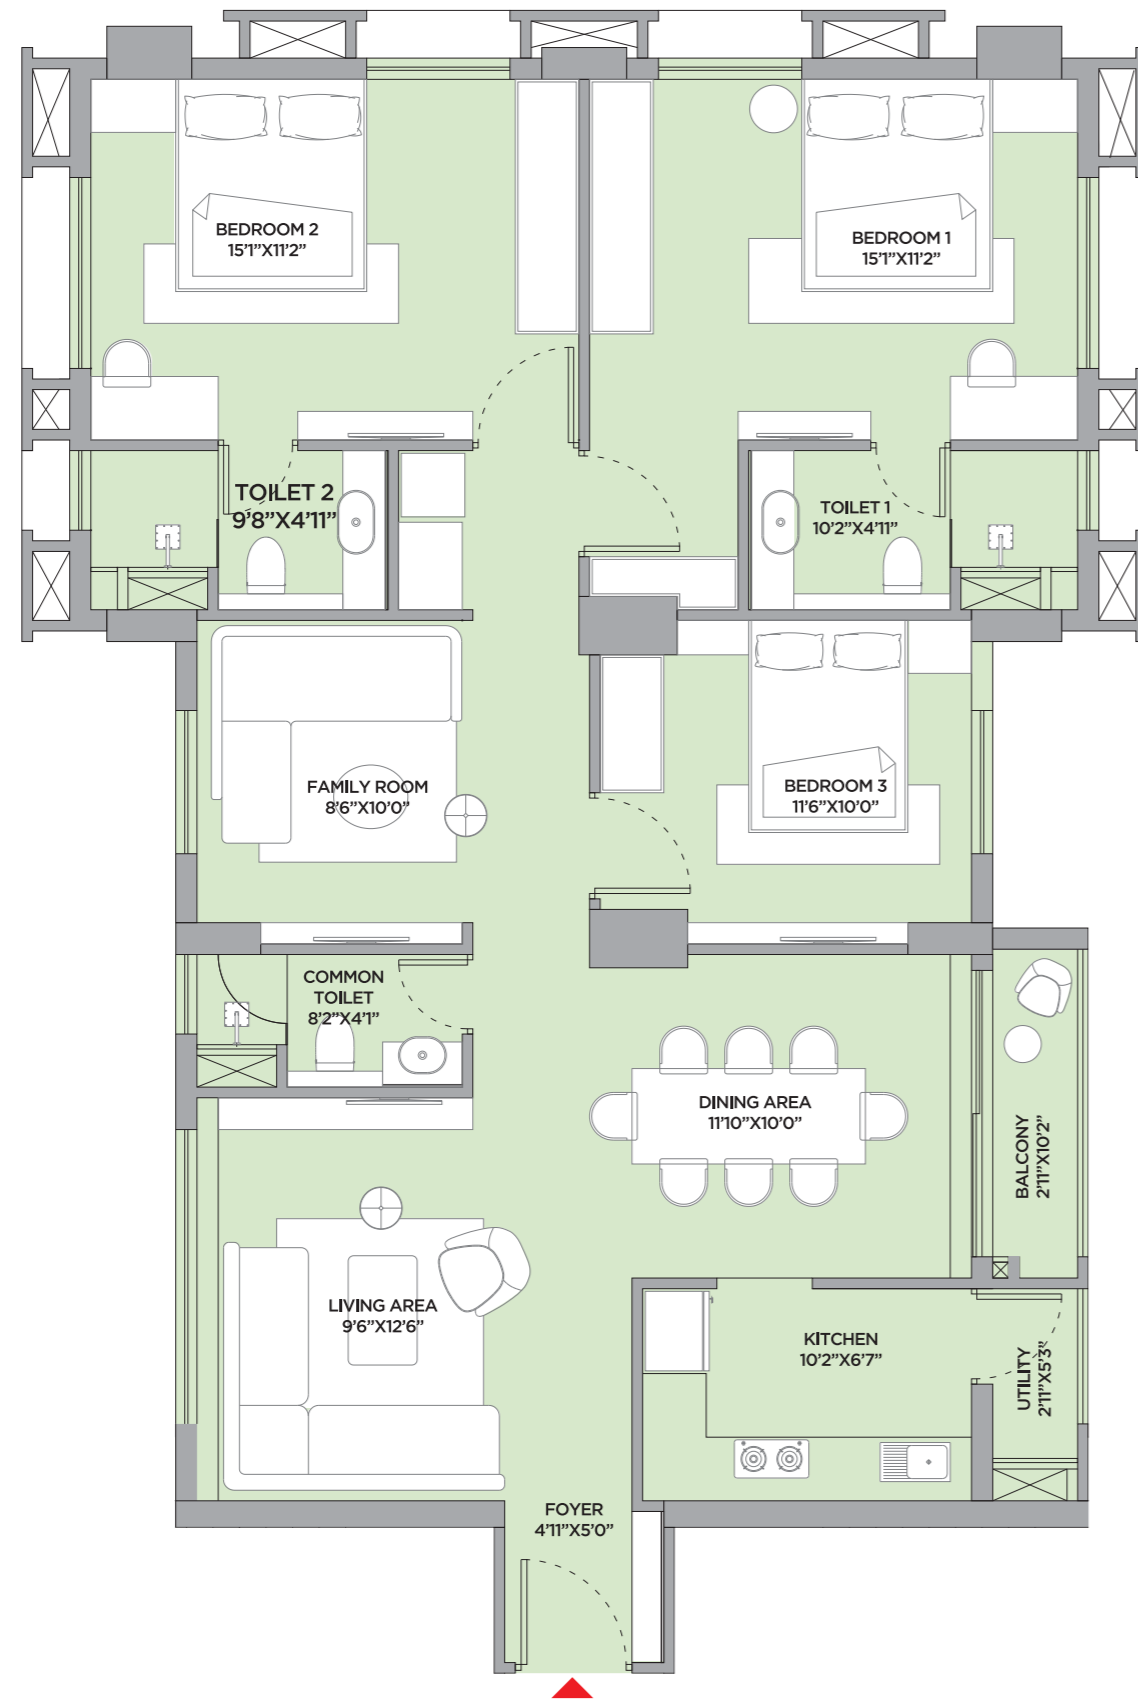 BEDROOM 2
15'1"X11'2"
BEDROOM 1
15'1"X11'2"
TOILET 2
9'8"X4'11"
TOILET 1
10'2"X4'11"
FAMILY ROOM
8'6"X10'0"
BEDROOM 3
11'6"X10'0"
COMMON
TOILET
8'2"X4'1"
DINING AREA
11'10"X10'0"
BALCONY
2'11"X10'2"
LIVING AREA
9'6"X12'6"
KITCHEN
10'2"X6'7"
UTILITY
2'11"X5'3"
FOYER
4'11"X5'0"